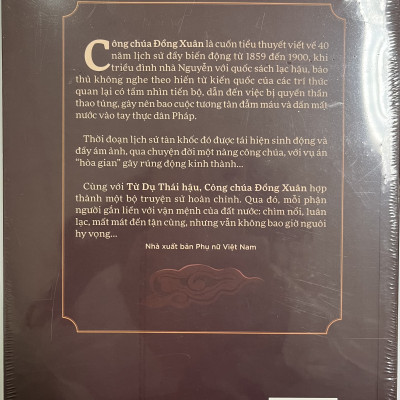 Công chúa Đồng Xuân là cuốn tiểu thuyết viết về 40
năm lịch sử đầy biến động từ 1859 đến 1900, khi
triều đình nhà Nguyễn với quốc sách lạc hậu, bảo
thủ không nghe theo hiến từ kiến quốc của các trí thức
quan lại có tầm nhìn tiến bộ, dẫn đến việc bị quyền thần
thao túng, gây nên bao cuộc tương tàn đẫm máu và dấn mất
nước vào tay thực dân Pháp.
Thời đoạn lịch sử tàn khốc đó được tái hiện sinh động và
đầy ám ảnh, qua chuyện đời một nàng công chúa, với vụ án
“hòa gian” gây rúng động kinh thành...
Cùng với Từ Dụ Thái hậu, Công chúa Đồng Xuân hợp
thành một bộ truyện sử hoàn chỉnh. Qua đó, mỗi phận
người gắn liền với vận mệnh của đất nước: chìm nổi, luân
lạc, mất mát đến tận cùng, nhưng vẫn không bao giờ nguôi
hy vọng...
Nhà xuất bản Phụ nữ Việt Nam